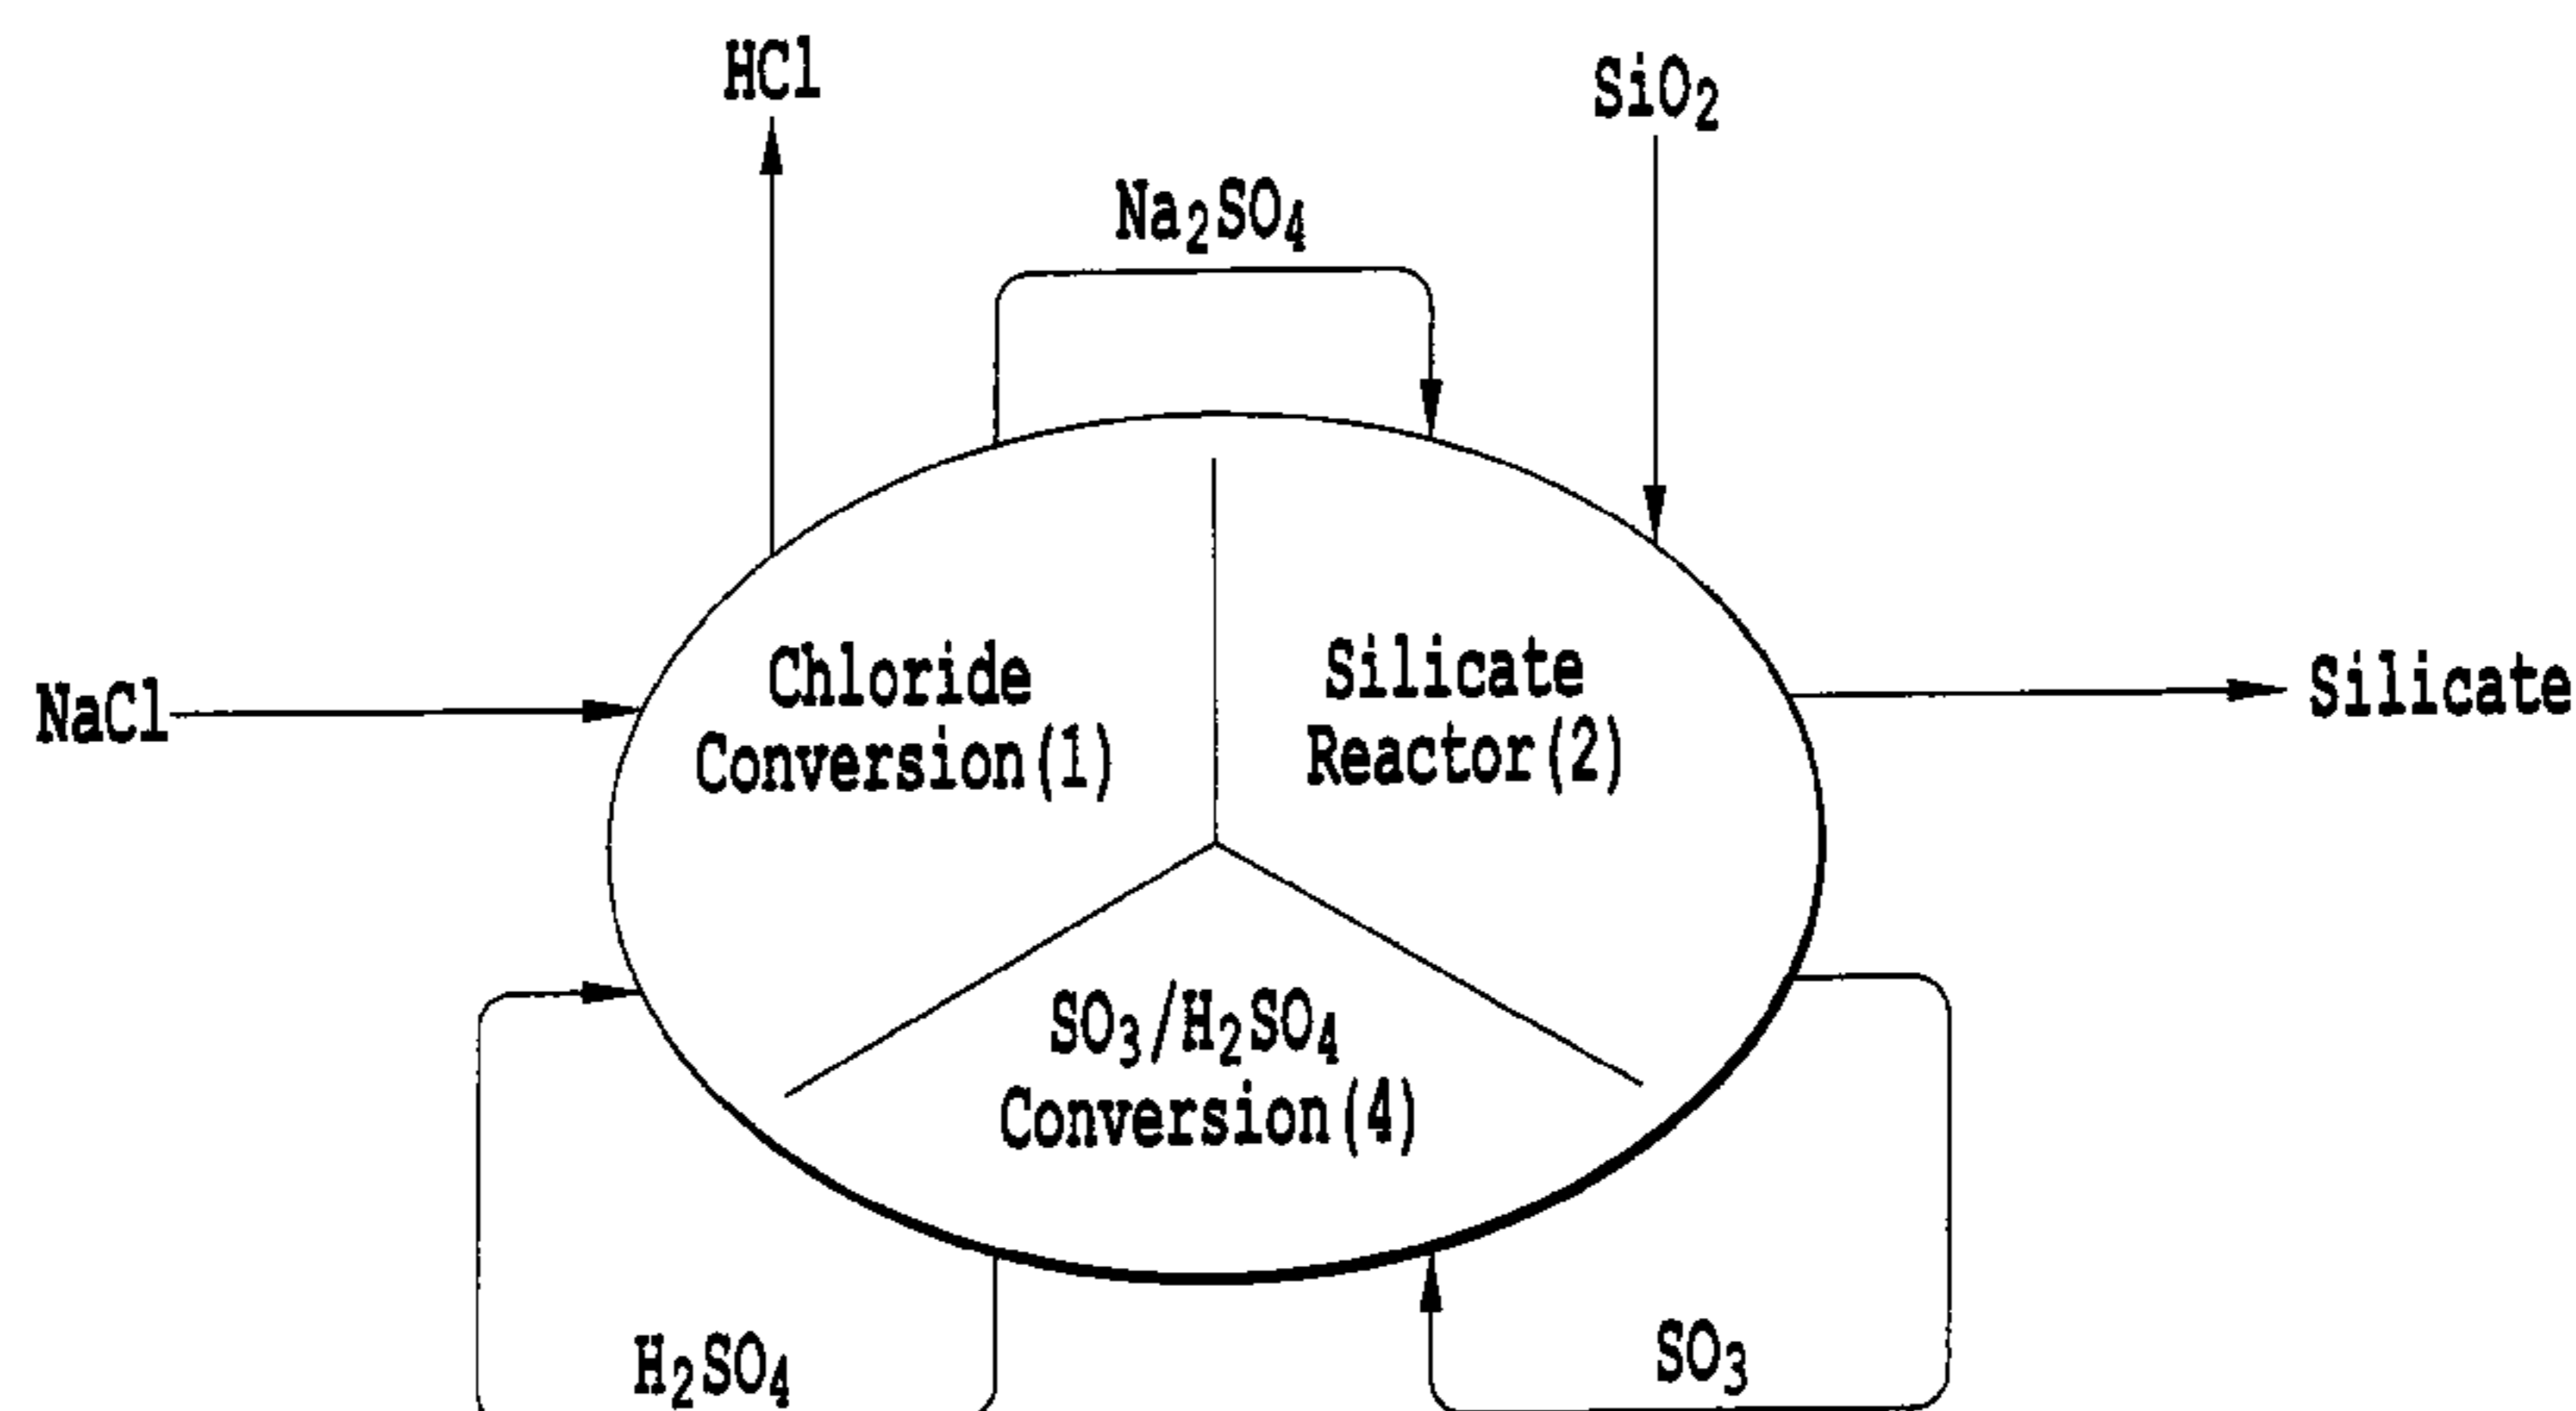 HCl
SiO₂
Na₂SO₄
NaCl
Chloride
Conversion(1)
Silicate
Reactor(2)
Silicate
SO₃/H₂SO₄
Conversion(4)
H₂SO₄
SO₃